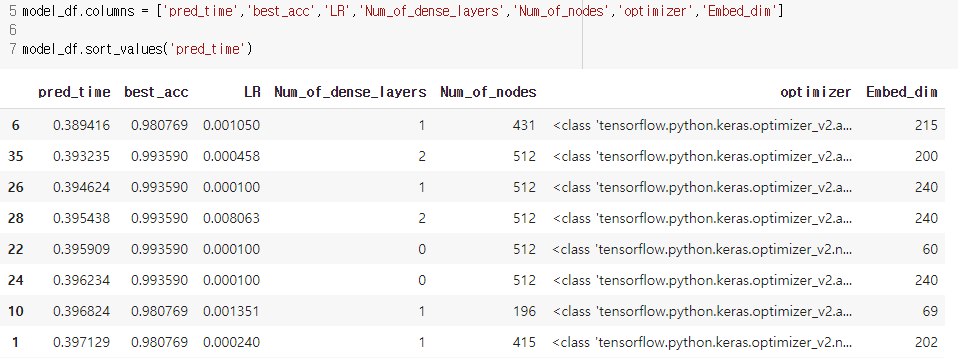 5 model_df.columns = ['pred_time','best_acc','LR','Num_of_dense_layers','Num_of_nodes','optimizer','Embed_dim']
6
7 model_df.sort_values('pred_time')
pred_time best_acc LR Num_of_dense_layers Num_of_nodes optimizer Embed_dim
6 0.389416 0.980769 0.001050 1 431 <class 'tensorflow.python.keras.optimizer_v2.a... 215
35 0.393235 0.993590 0.000458 2 512 <class 'tensorflow.python.keras.optimizer_v2.a... 200
26 0.394624 0.993590 0.000100 1 512 <class 'tensorflow.python.keras.optimizer_v2.a... 240
28 0.395438 0.993590 0.008063 2 512 <class 'tensorflow.python.keras.optimizer_v2.a... 240
22 0.395909 0.993590 0.000100 0 512 <class 'tensorflow.python.keras.optimizer_v2.n... 60
24 0.396234 0.993590 0.000100 0 512 <class 'tensorflow.python.keras.optimizer_v2.a... 240
10 0.396824 0.980769 0.001351 1 196 <class 'tensorflow.python.keras.optimizer_v2.a... 69
1 0.397129 0.980769 0.000240 1 415 <class 'tensorflow.python.keras.optimizer_v2.n... 202